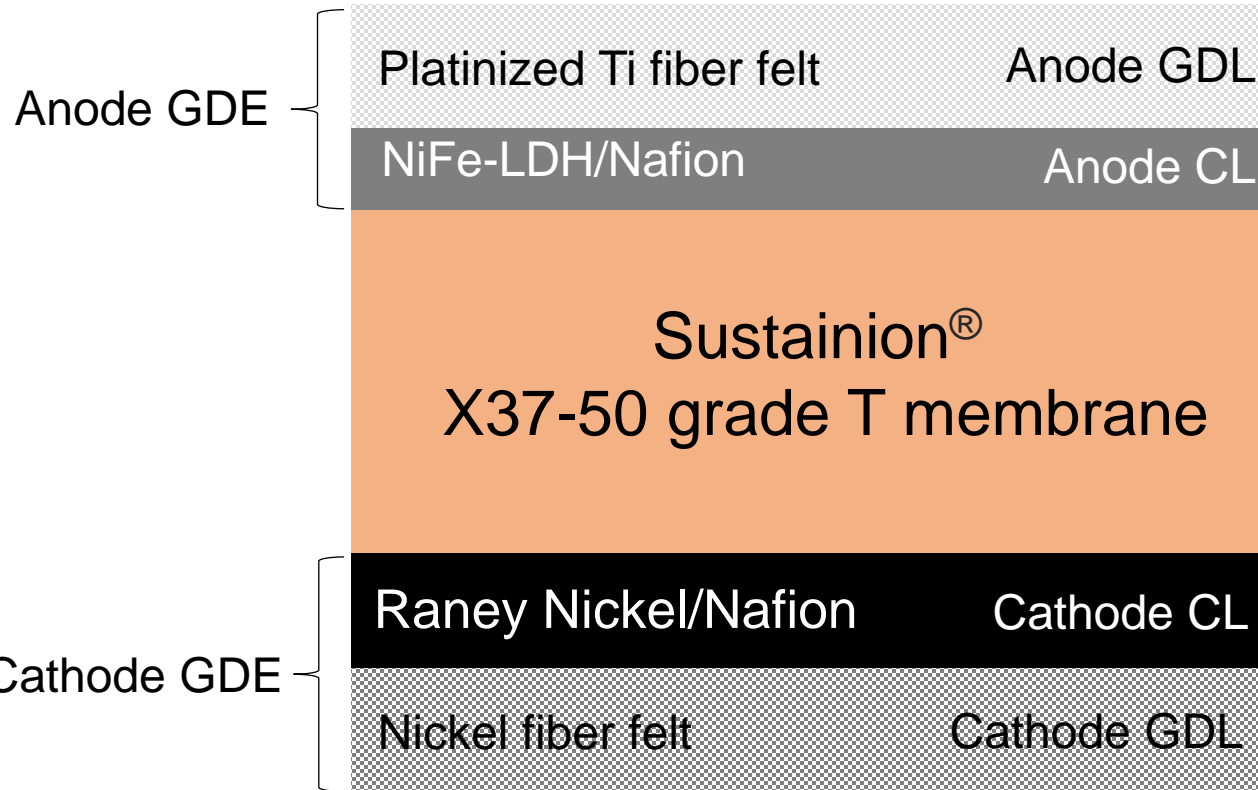 Anode GDE
Platinized Ti fiber felt Anode GDL
NiFe-LDH/Nafion Anode CL
Sustainion®
X37-50 grade T membrane
Raney Nickel/Nafion Cathode CL
Cathode GDE
Nickel fiber felt Cathode GDL